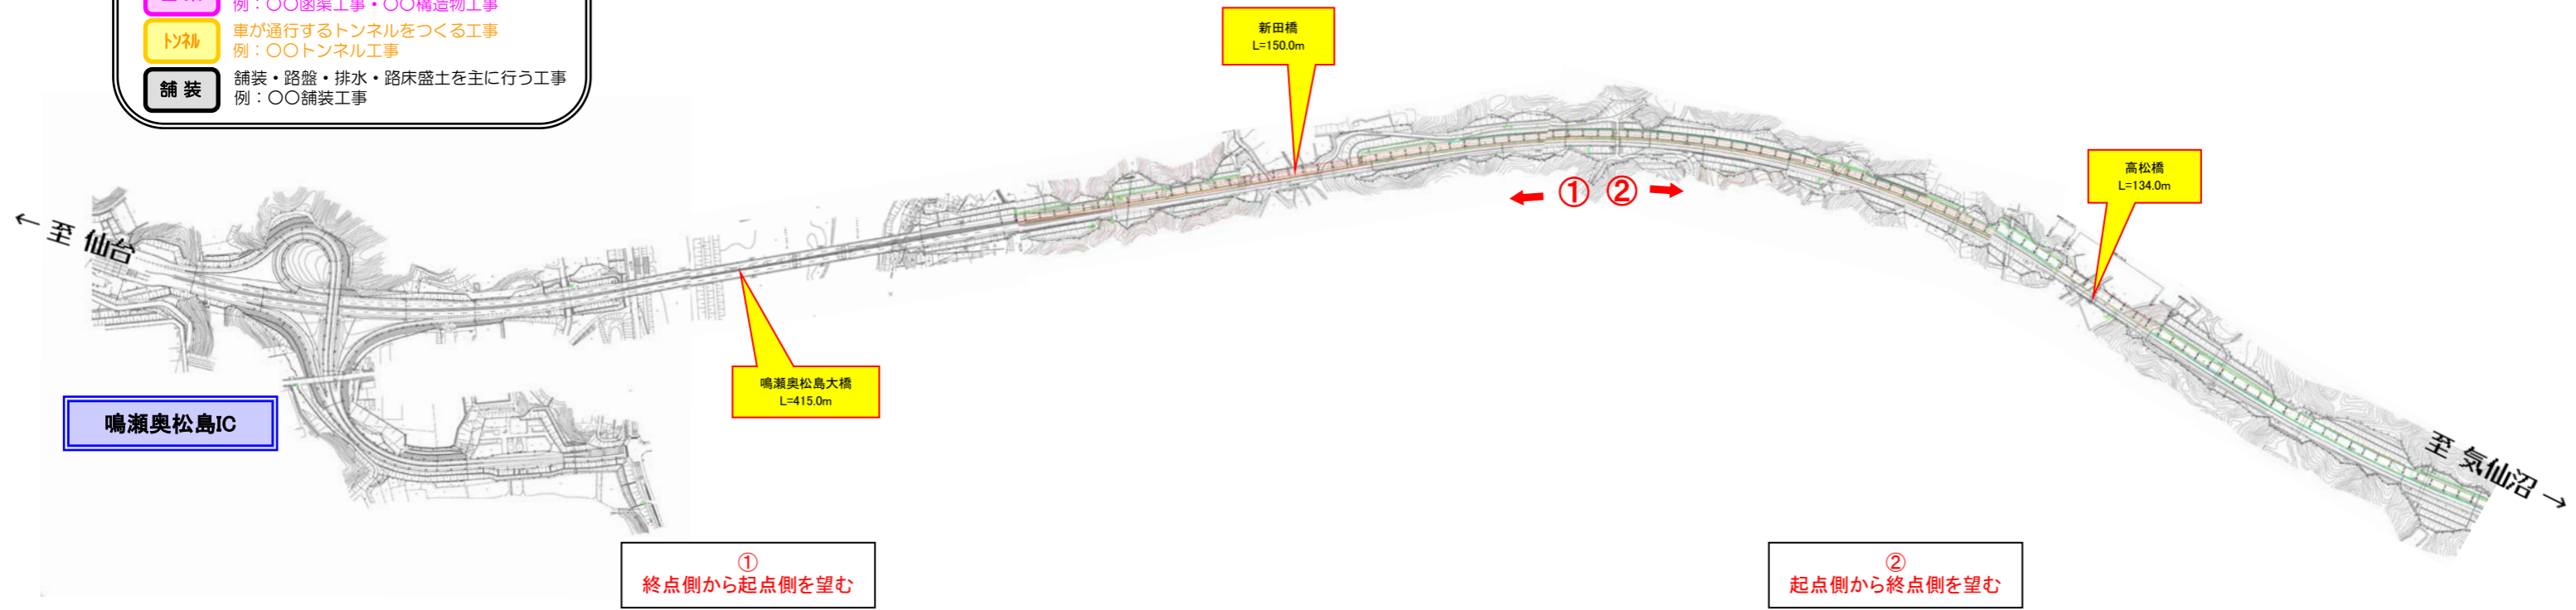 例：〇〇函渠工事・〇〇構造物工事
トンネル
車が通行するトンネルをつくる工事
例：〇〇トンネル工事
舗 装
舗装・路盤・排水・路床盛土を主に行う工事
例：〇〇舗装工事
新田橋
L=150.0m
高松橋
L=134.0m
① ②
← 至 仙台
鳴瀬奥松島大橋
L=415.0m
鳴瀬奥松島IC
至 気仙沼 →
①
終点側から起点側を望む
②
起点側から終点側を望む